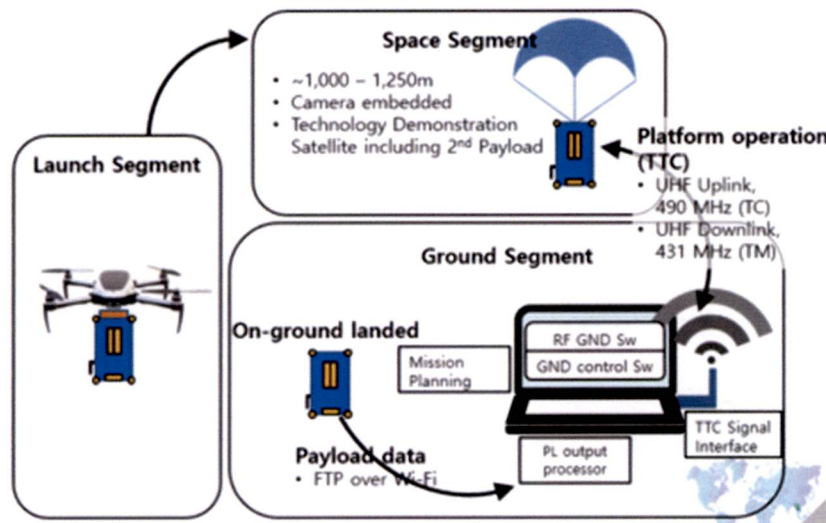 Space Segment
• ~1,000 – 1,250m
• Camera embedded
• Technology Demonstration
Satellite including 2nd Payload
Launch Segment
Platform operation
(TTC)
• UHF Uplink,
490 MHz (TC)
• UHF Downlink,
431 MHz (TM)
Ground Segment
On-ground landed
Mission
Planning
RF GND Sw
GND control Sw
TTC Signal
Interface
PL output
processor
Payload data
• FTP over Wi-Fi